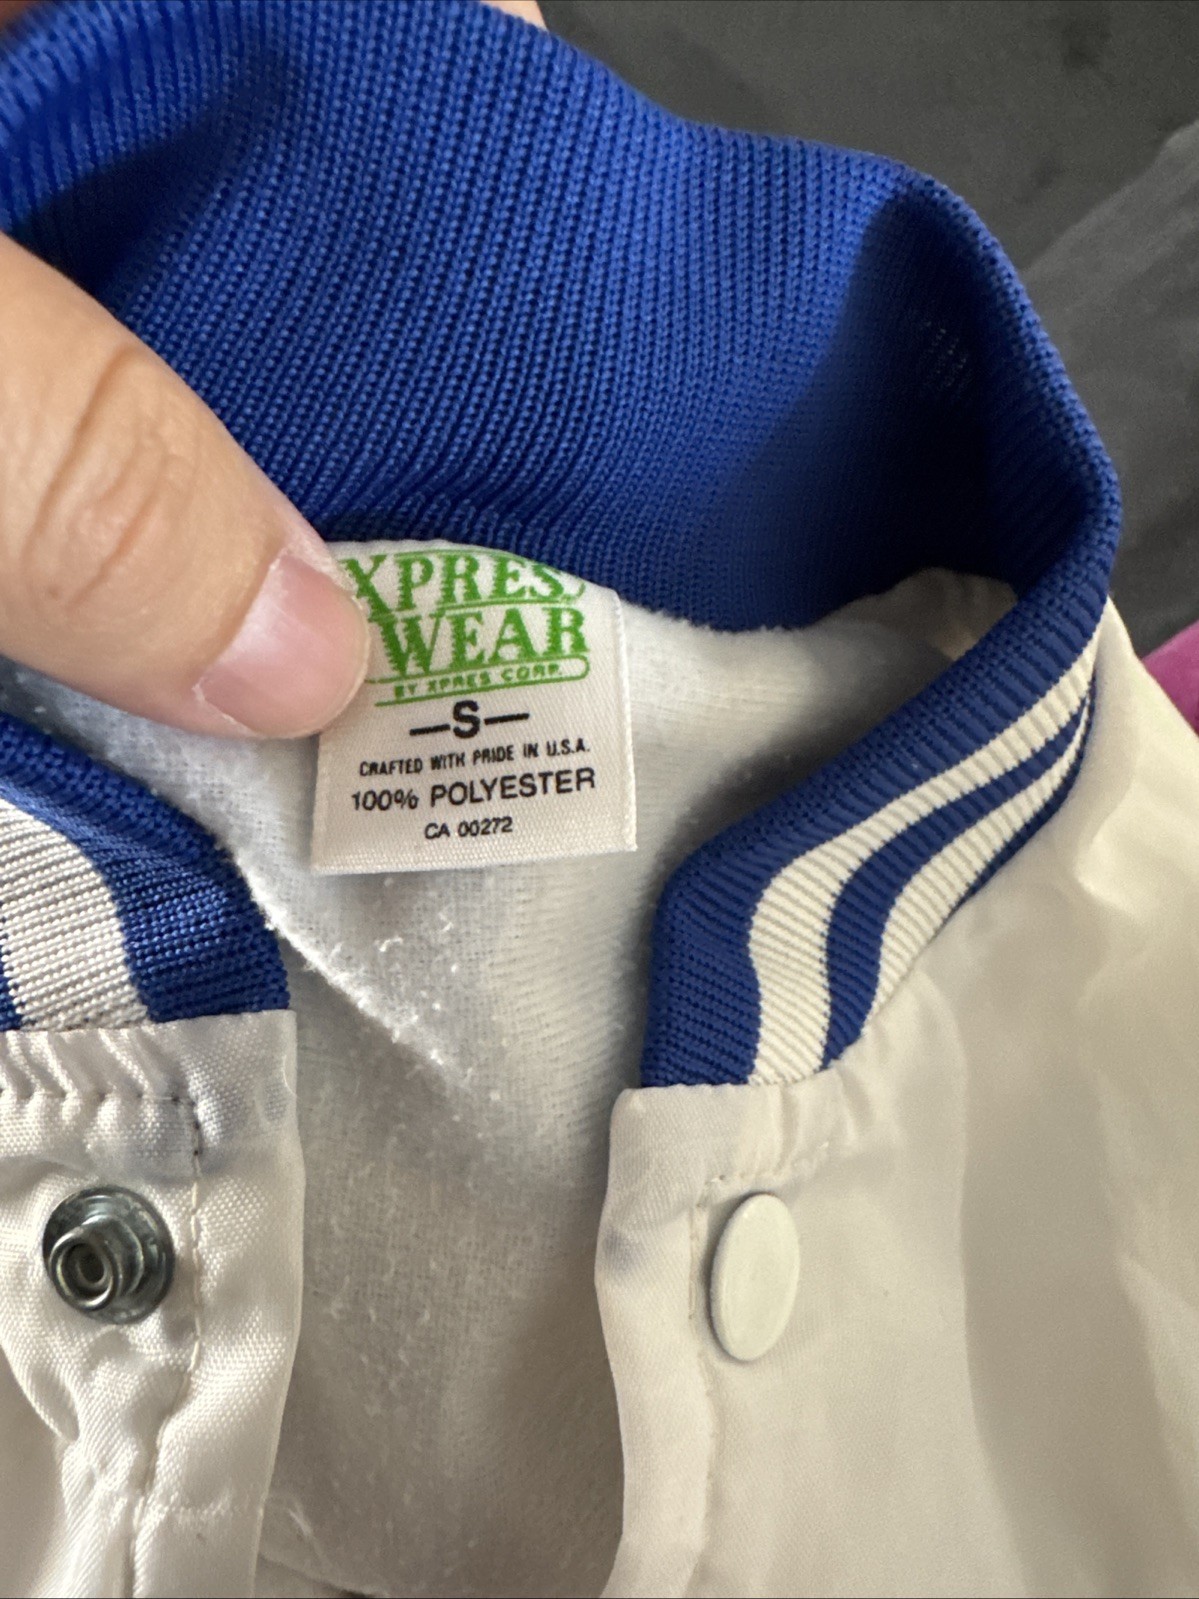 XPRES
WEAR
BY XPRES CORP.
—S—
CRAFTED WITH PRIDE IN U.S.A.
100% POLYESTER
CA 00272